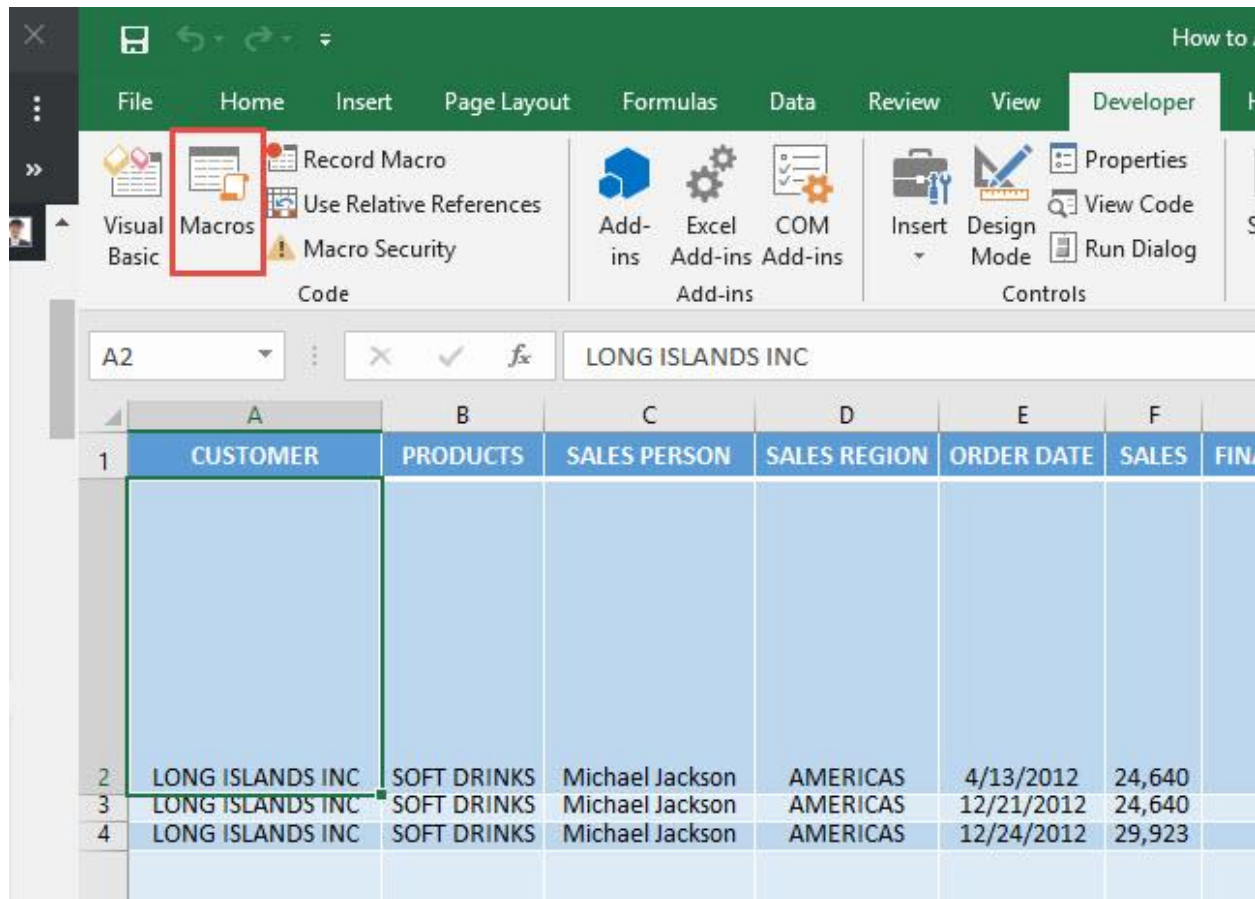 How to
File Home Insert Page Layout Formulas Data Review View Developer
Visual Basic
Macros
Record Macro
Use Relative References
Macro Security
Code
Add-ins
Excel Add-ins
COM Add-ins
Add-ins
Insert
Design Mode
Properties
View Code
Run Dialog
Controls
A2 fx LONG ISLANDS INC
A B C D E F
1 CUSTOMER PRODUCTS SALES PERSON SALES REGION ORDER DATE SALES
2 LONG ISLANDS INC SOFT DRINKS Michael Jackson AMERICAS 4/13/2012 24,640
3 LONG ISLANDS INC SOFT DRINKS Michael Jackson AMERICAS 12/21/2012 24,640
4 LONG ISLANDS INC SOFT DRINKS Michael Jackson AMERICAS 12/24/2012 29,923